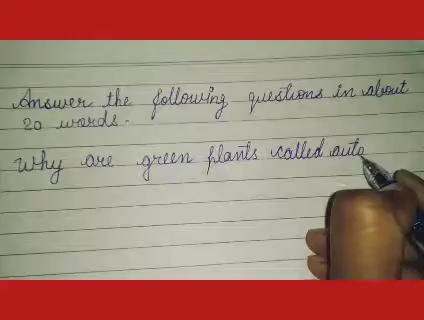 Answer the following questions in about
20 words.
Why are green plants called auto